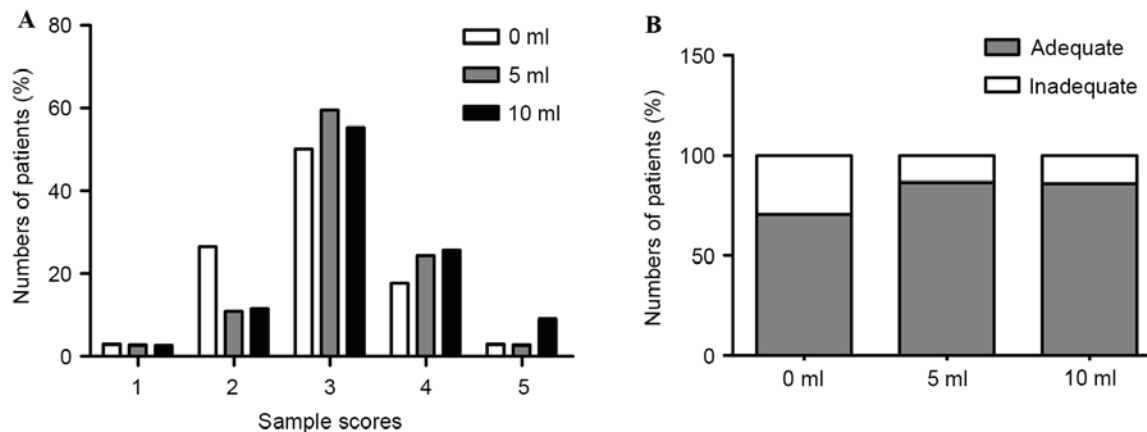 A
Numbers of patients (%)
80
60
40
20
0
0 ml
5 ml
10 ml
1 2 3 4 5
Sample scores
B
Numbers of patients (%)
150
100
50
0
Adequate
Inadequate
0 ml 5 ml 10 ml